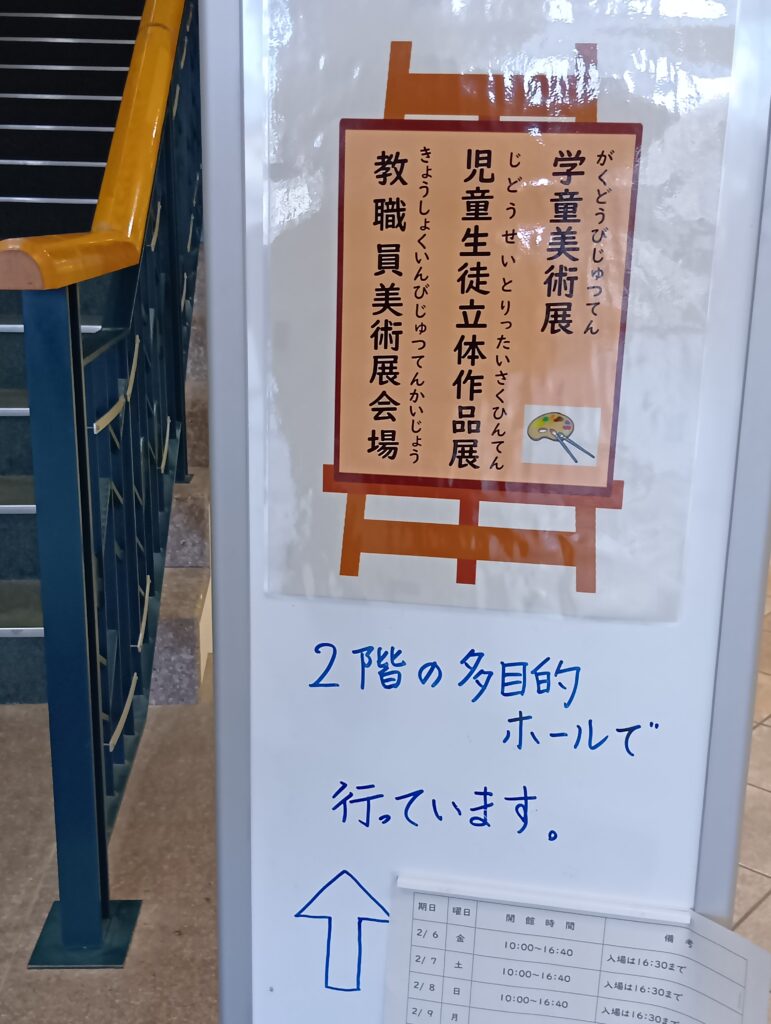 がくどうびじゅつてん
学童美術展
じどうせいとりったいさくひんてん
児童生徒立体作品展
きょうしょくいんびじゅつてんかいじょう
教職員美術展会場
2階の多目的
ホールで
行っています。
期日 曜日 開館時間 備考
2/6 金 10:00~16:40 入場は16:30まで
2/7 土 10:00~16:40 入場は16:30まで
2/8 日 10:00~16:40 入場は16:30まで
2/9 月